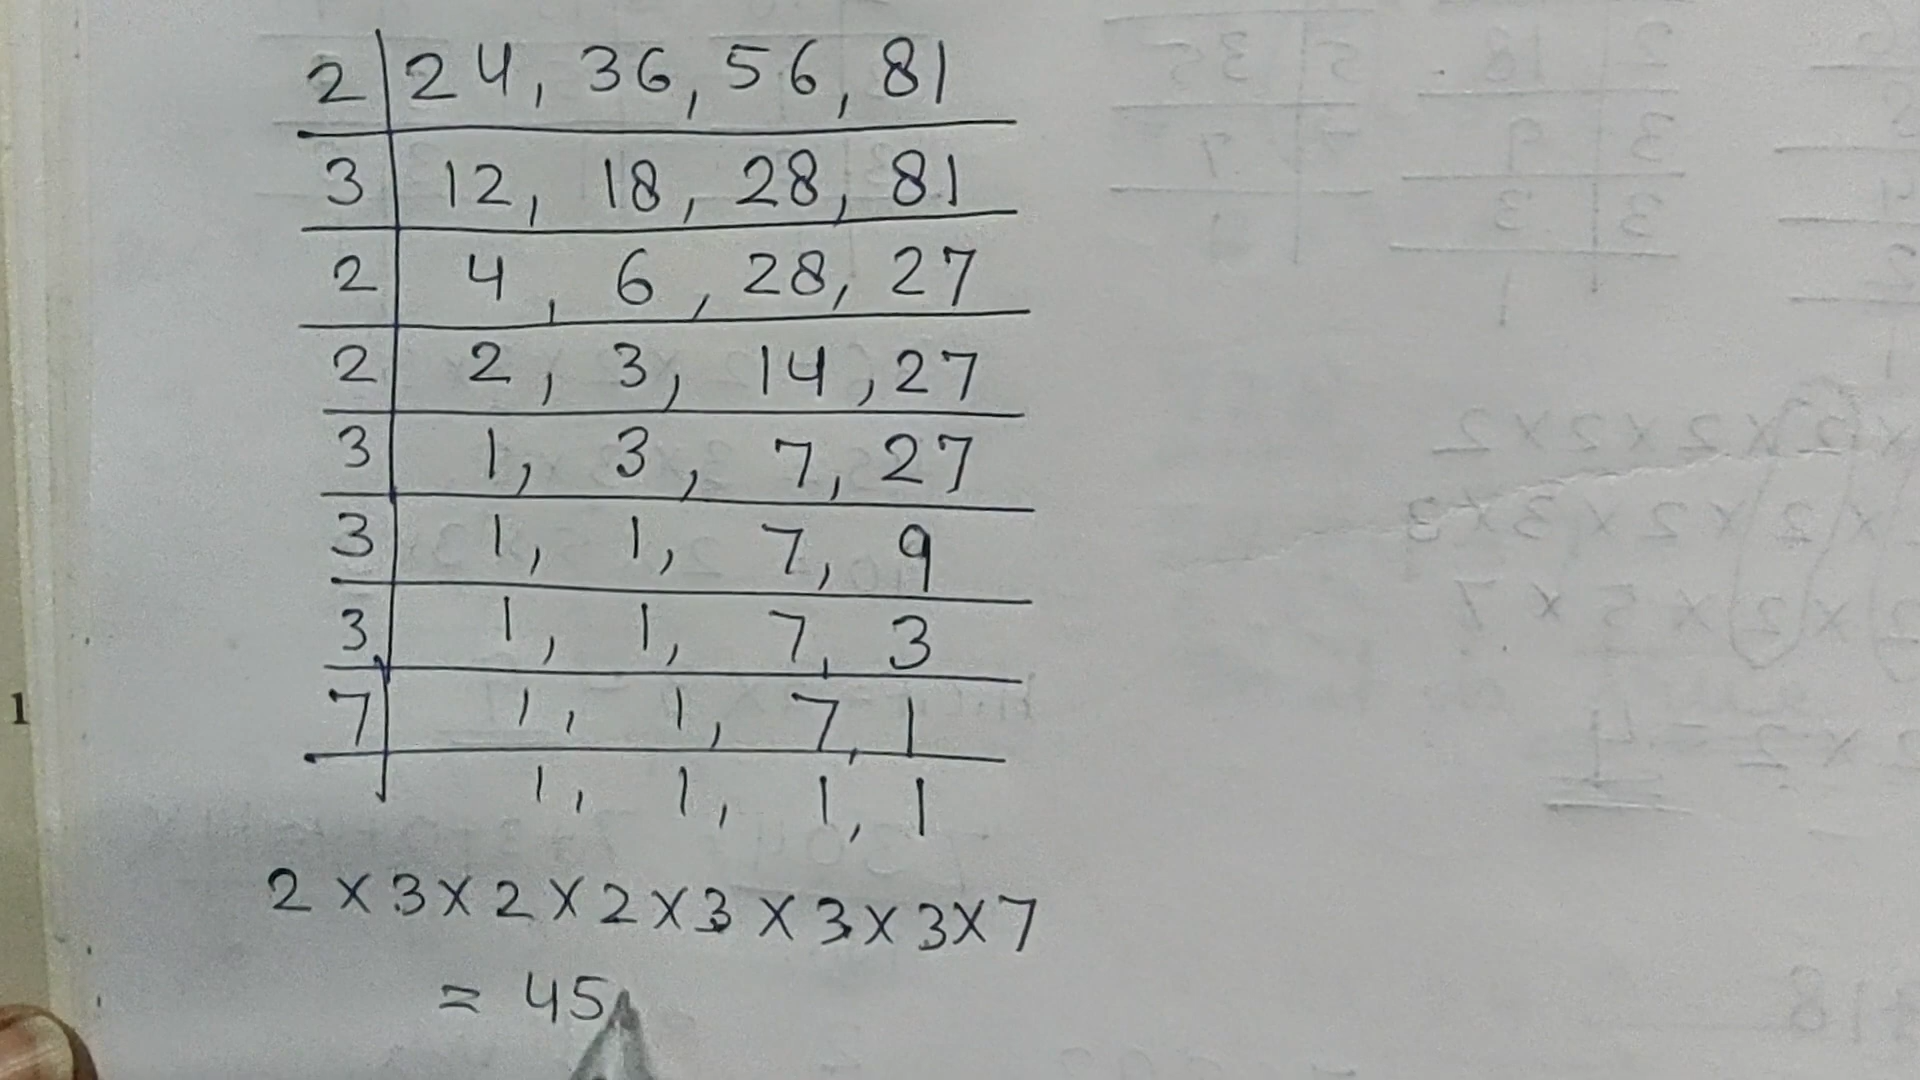 2 | 24, 36, 56, 81
3 | 12, 18, 28, 81
2 | 4, 6, 28, 27
2 | 2, 3, 14, 27
3 | 1, 3, 7, 27
3 | 1, 1, 7, 9
3 | 1, 1, 7, 3
7 | 1, 1, 7, 1
1, 1, 1, 1
2 × 3 × 2 × 2 × 3 × 3 × 3 × 7
= 45
1